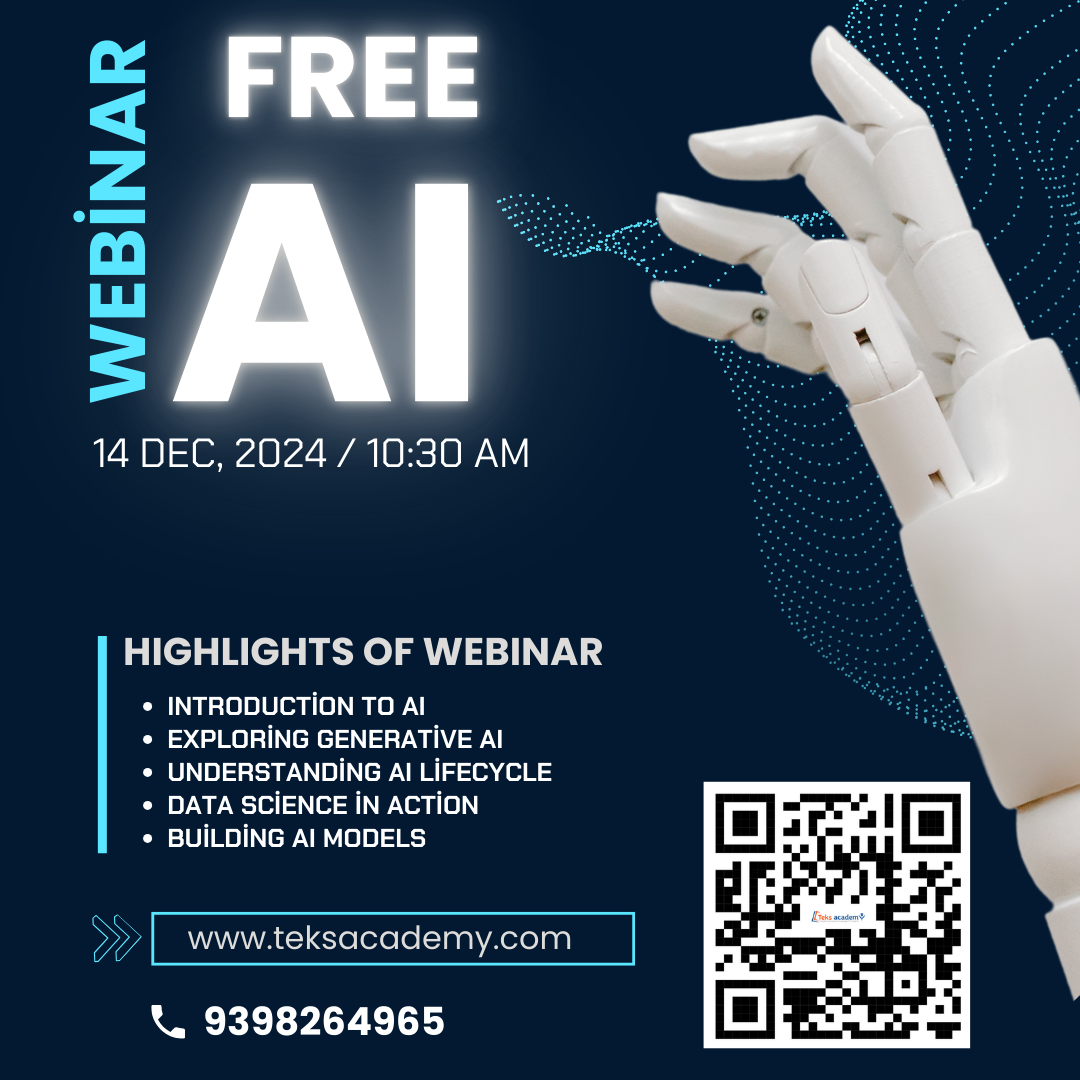 WEBİNAR
FREE
AI
14 DEC, 2024 / 10:30 AM
HIGHLIGHTS OF WEBINAR
• INTRODUCTİON TO AI
• EXPLORİNG GENERATİVE AI
• UNDERSTANDİNG AI LİFECYCLE
• DATA SCİENCE İN ACTİON
• BUİLDİNG AI MODELS
www.teksacademy.com
Teks academy
9398264965